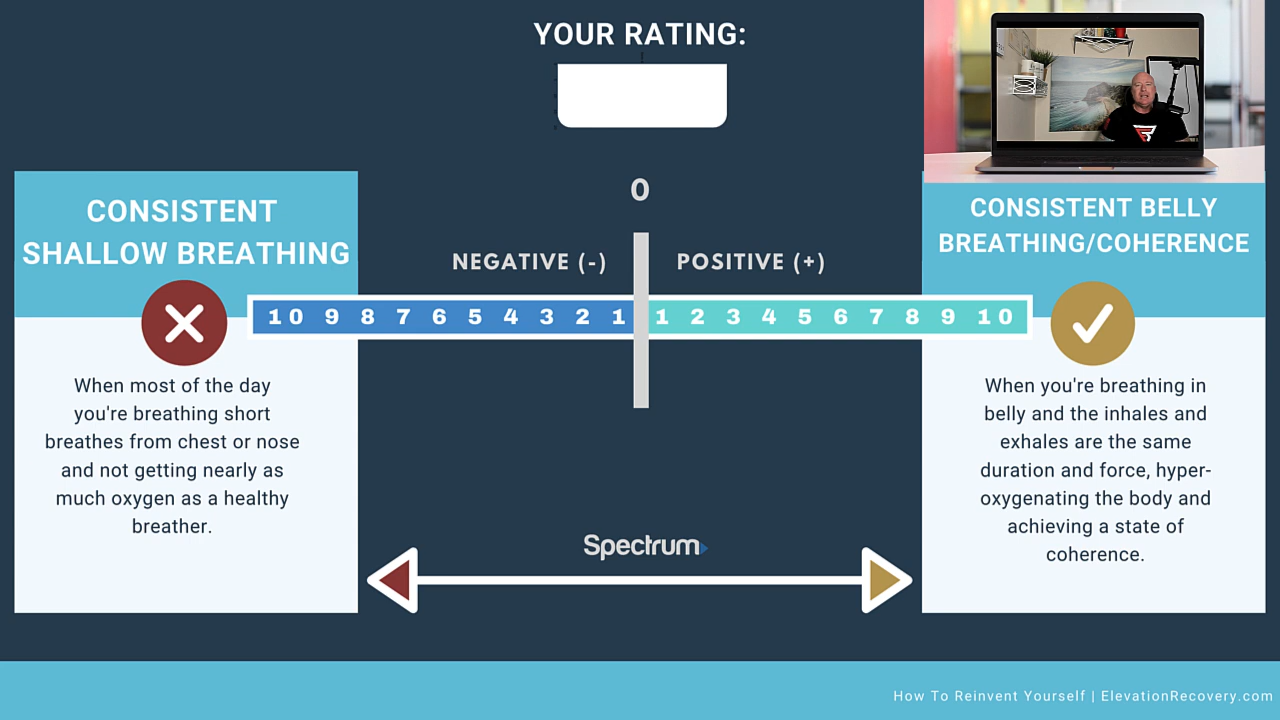 YOUR RATING:
0
CONSISTENT
SHALLOW BREATHING
NEGATIVE (-)
POSITIVE (+)
CONSISTENT BELLY
BREATHING/COHERENCE
10 9 8 7 6 5 4 3 2 1
1 2 3 4 5 6 7 8 9 10
When most of the day
you're breathing short
breathes from chest or nose
and not getting nearly as
much oxygen as a healthy
breather.
When you're breathing in
belly and the inhales and
exhales are the same
duration and force, hyper-
oxygenating the body and
achieving a state of
coherence.
Spectrum
How To Reinvent Yourself | ElevationRecovery.com